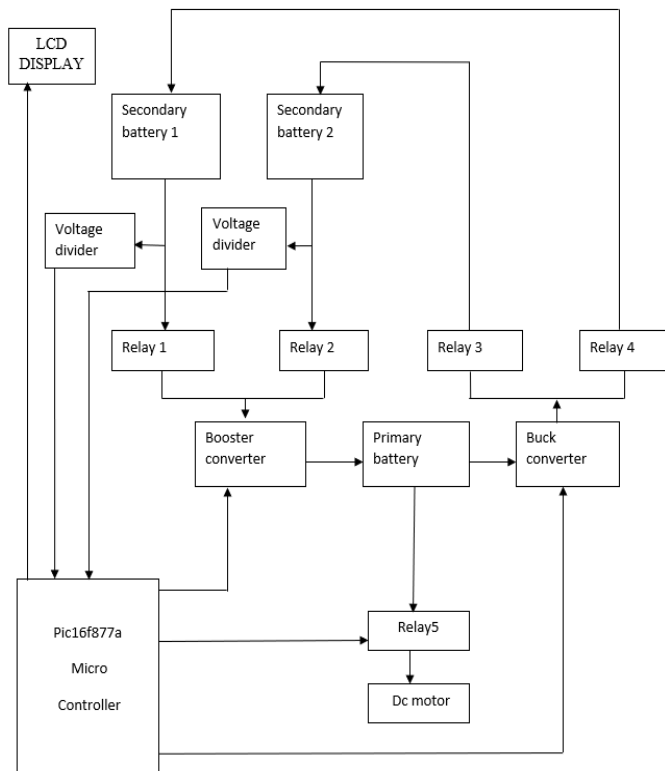 LCD
DISPLAY
Secondary
battery 1
Secondary
battery 2
Voltage
divider
Voltage
divider
Relay 1
Relay 2
Relay 3
Relay 4
Booster
converter
Primary
battery
Buck
converter
Pic16f877a
Micro
Controller
Relay5
Dc motor